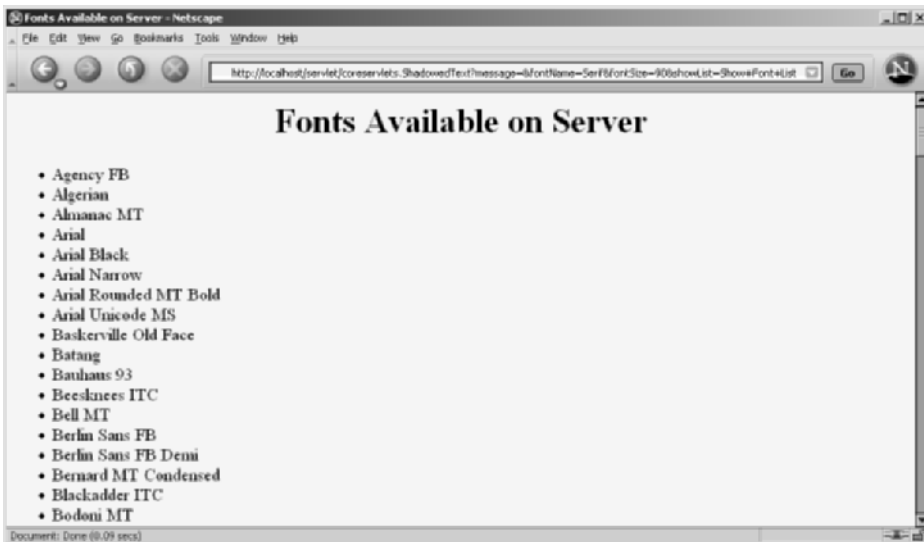 Fonts Available on Server - Netscape
File Edit View Go Bookmarks Tools Window Help
http://localhost/servlet/coreservlets.ShadowedText?message=&fontName=Serif&fontSize=90&showList=Show+Font+List Go
N
Fonts Available on Server
• Agency FB
• Algerian
• Almanac MT
• Arial
• Arial Black
• Arial Narrow
• Arial Rounded MT Bold
• Arial Unicode MS
• Baskerville Old Face
• Batang
• Bauhaus 93
• Beesknees ITC
• Bell MT
• Berlin Sans FB
• Berlin Sans FB Demi
• Bernard MT Condensed
• Blackadder ITC
• Bodoni MT
Document: Done (0.09 secs)